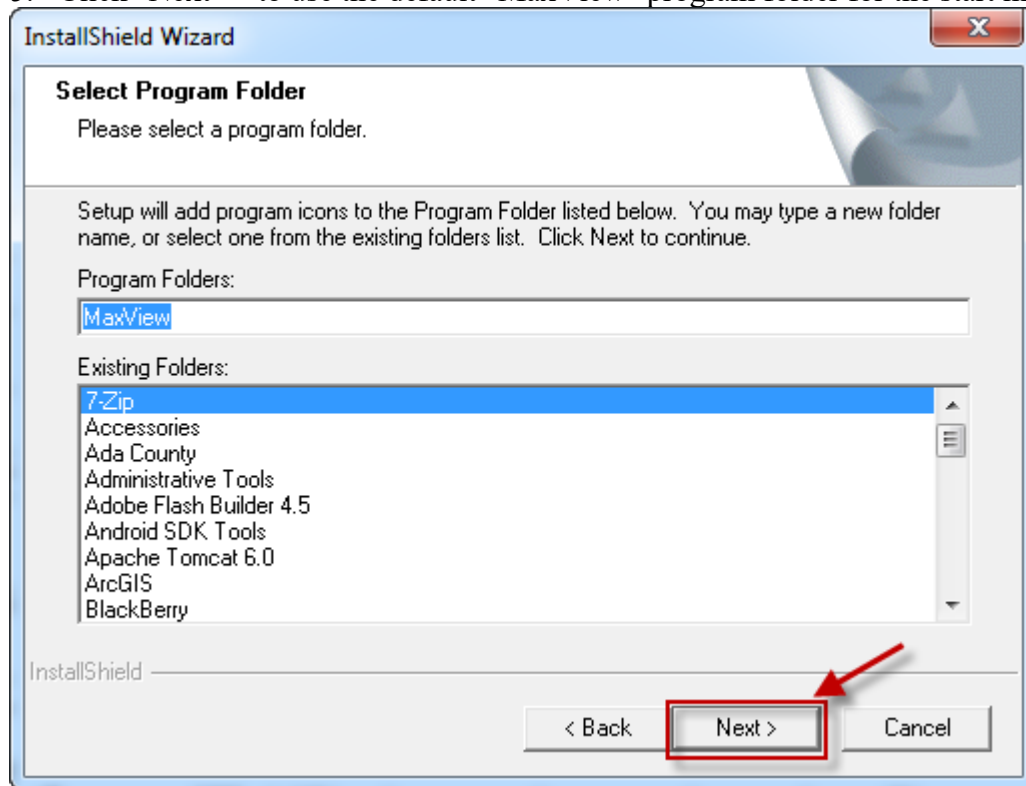 InstallShield Wizard
Select Program Folder
Please select a program folder.
Setup will add program icons to the Program Folder listed below. You may type a new folder
name, or select one from the existing folders list. Click Next to continue.
Program Folders:
MaxView
Existing Folders:
7-Zip
Accessories
Ada County
Administrative Tools
Adobe Flash Builder 4.5
Android SDK Tools
Apache Tomcat 6.0
ArcGIS
BlackBerry
InstallShield
< Back Next > Cancel